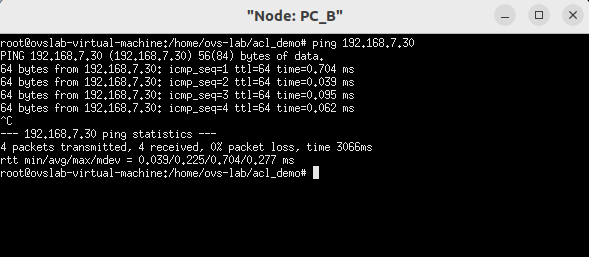 "Node: PC_B"
root@ovslab-virtual-machine:/home/ovs-lab/acl_demo# ping 192.168.7.30
PING 192.168.7.30 (192.168.7.30) 56(84) bytes of data.
64 bytes from 192.168.7.30: icmp_seq=1 ttl=64 time=0.704 ms
64 bytes from 192.168.7.30: icmp_seq=2 ttl=64 time=0.039 ms
64 bytes from 192.168.7.30: icmp_seq=3 ttl=64 time=0.095 ms
64 bytes from 192.168.7.30: icmp_seq=4 ttl=64 time=0.062 ms
^C
--- 192.168.7.30 ping statistics ---
4 packets transmitted, 4 received, 0% packet loss, time 3066ms
rtt min/avg/max/mdev = 0.039/0.225/0.704/0.277 ms
root@ovslab-virtual-machine:/home/ovs-lab/acl_demo#